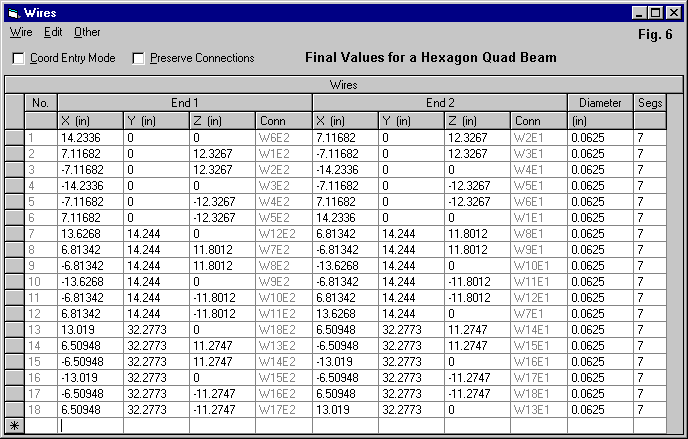 Wires
Wire Edit Other
Fig. 6
Coord Entry Mode Preserve Connections Final Values for a Hexagon Quad Beam
Wires
No. End 1 End 2 Diameter Segs
X (in) Y (in) Z (in) Conn X (in) Y (in) Z (in) Conn (in)
1 14.2336 0 0 W6E2 7.11682 0 12.3267 W2E1 0.0625 7
2 7.11682 0 12.3267 W1E2 -7.11682 0 12.3267 W3E1 0.0625 7
3 -7.11682 0 12.3267 W2E2 -14.2336 0 0 W4E1 0.0625 7
4 -14.2336 0 0 W3E2 -7.11682 0 -12.3267 W5E1 0.0625 7
5 -7.11682 0 -12.3267 W4E2 7.11682 0 -12.3267 W6E1 0.0625 7
6 7.11682 0 -12.3267 W5E2 14.2336 0 0 W1E1 0.0625 7
7 13.6268 14.244 0 W12E2 6.81342 14.244 11.8012 W8E1 0.0625 7
8 6.81342 14.244 11.8012 W7E2 -6.81342 14.244 11.8012 W9E1 0.0625 7
9 -6.81342 14.244 11.8012 W8E2 -13.6268 14.244 0 W10E1 0.0625 7
10 -13.6268 14.244 0 W9E2 -6.81342 14.244 -11.8012 W11E1 0.0625 7
11 -6.81342 14.244 -11.8012 W10E2 6.81342 14.244 -11.8012 W12E1 0.0625 7
12 6.81342 14.244 -11.8012 W11E2 13.6268 14.244 0 W7E1 0.0625 7
13 13.019 32.2773 0 W18E2 6.50948 32.2773 11.2747 W14E1 0.0625 7
14 6.50948 32.2773 11.2747 W13E2 -6.50948 32.2773 11.2747 W15E1 0.0625 7
15 -6.50948 32.2773 11.2747 W14E2 -13.019 32.2773 0 W16E1 0.0625 7
16 -13.019 32.2773 0 W15E2 -6.50948 32.2773 -11.2747 W17E1 0.0625 7
17 -6.50948 32.2773 -11.2747 W16E2 6.50948 32.2773 -11.2747 W18E1 0.0625 7
18 6.50948 32.2773 -11.2747 W17E2 13.019 32.2773 0 W13E1 0.0625 7
*